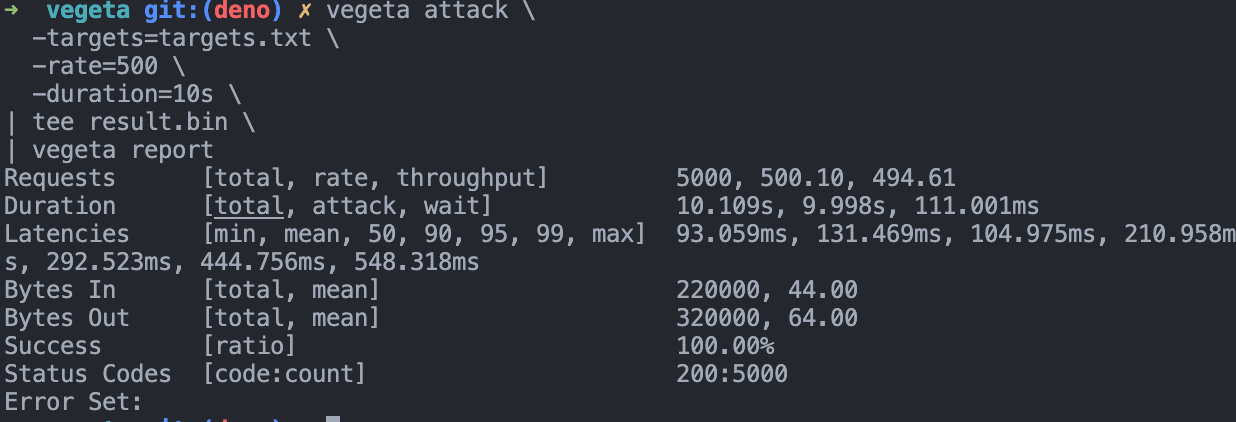 → vegeta git:(deno) ✗ vegeta attack \
-targets=targets.txt \
-rate=500 \
-duration=10s \
| tee result.bin \
| vegeta report
Requests [total, rate, throughput] 5000, 500.10, 494.61
Duration [total, attack, wait] 10.109s, 9.998s, 111.001ms
Latencies [min, mean, 50, 90, 95, 99, max] 93.059ms, 131.469ms, 104.975ms, 210.958m
s, 292.523ms, 444.756ms, 548.318ms
Bytes In [total, mean] 220000, 44.00
Bytes Out [total, mean] 320000, 64.00
Success [ratio] 100.00%
Status Codes [code:count] 200:5000
Error Set: